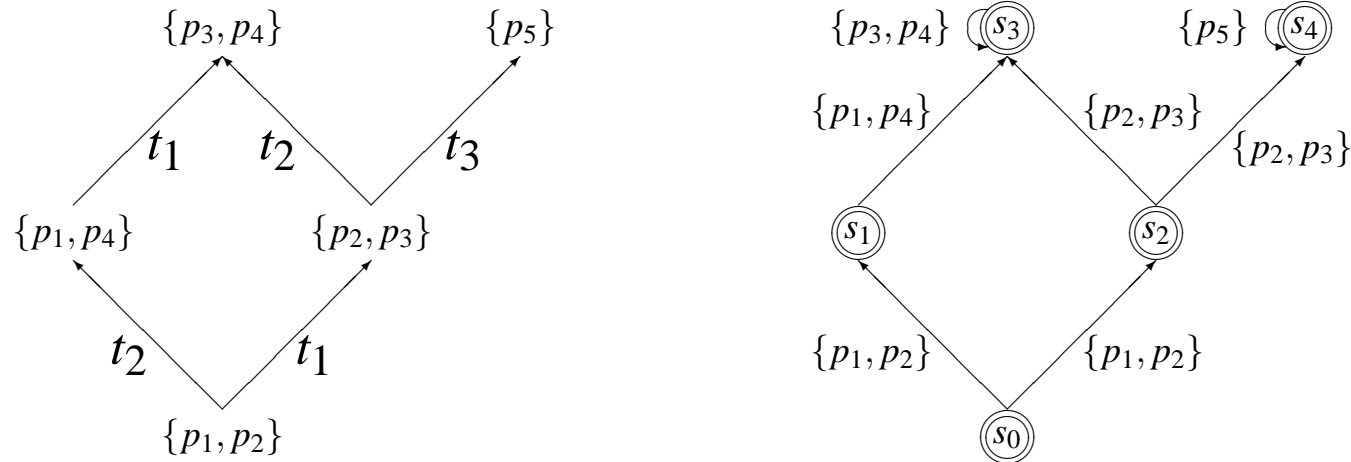 {p₃, p₄}
{p₅}
t₁
t₂
t₃
{p₁, p₄}
{p₂, p₃}
t₂
t₁
{p₁, p₂}
{p₃, p₄}
s₃
{p₅}
s₄
{p₁, p₄}
{p₂, p₃}
{p₂, p₃}
s₁
s₂
{p₁, p₂}
{p₁, p₂}
s₀